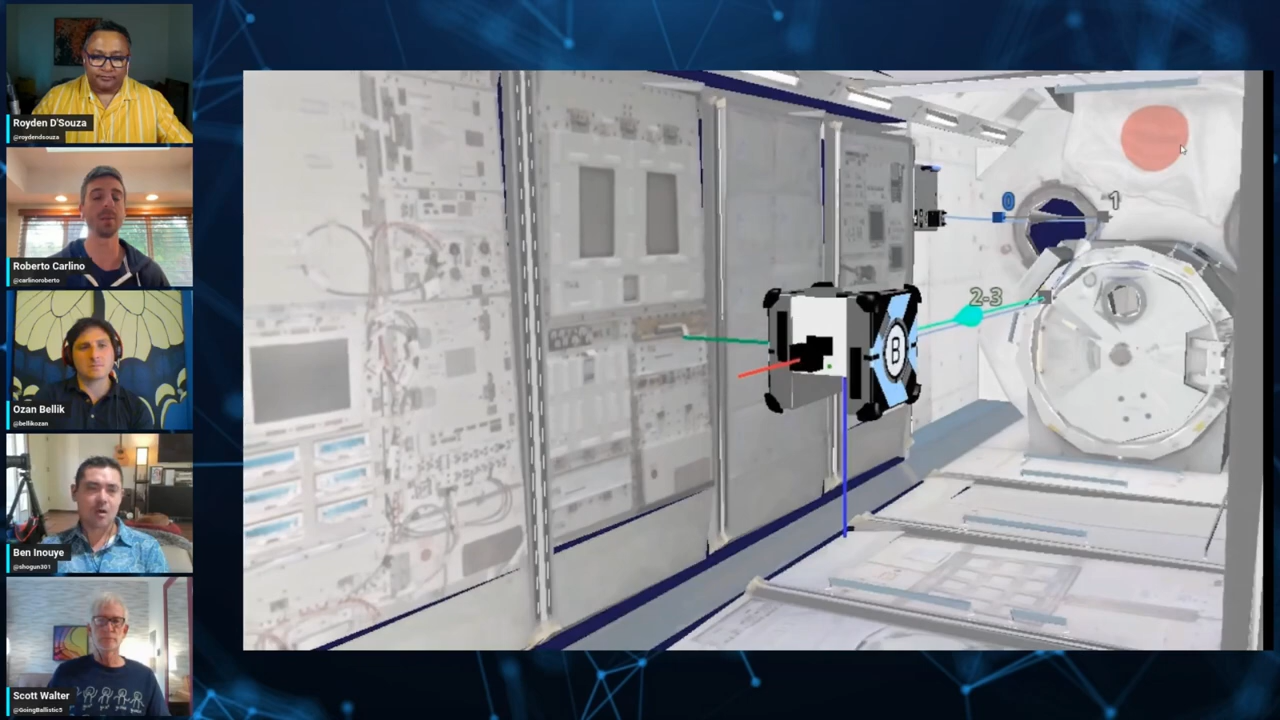 Royden D'Souza
@roydendsouza
Roberto Carlino
@carlinoroberto
Ozan Bellik
@bellikozan
Ben Inouye
@shogun301
Scott Walter
@GoingBallistic5
0
1
2-3
B